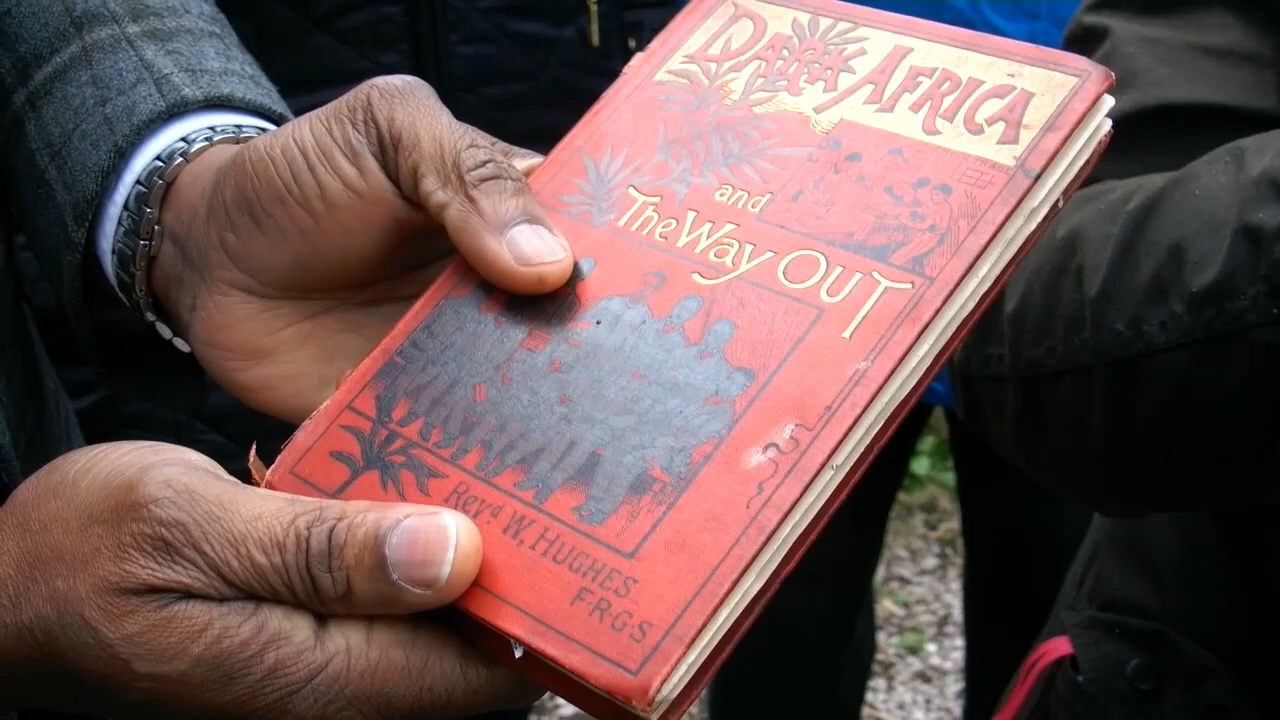 DARK AFRICA
and
The Way OUT
Revd W. HUGHES
F.R.G.S